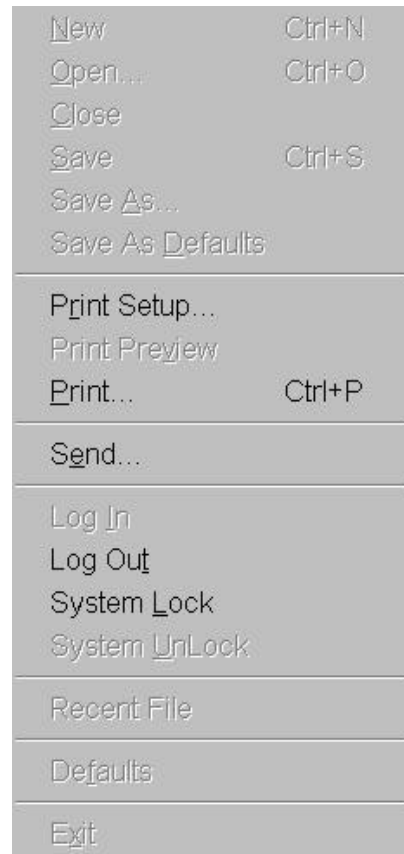 New Ctrl+N
Open... Ctrl+O
Close
Save Ctrl+S
Save As...
Save As Defaults
Print Setup...
Print Preview
Print... Ctrl+P
Send...
Log In
Log Out
System Lock
System UnLock
Recent File
Defaults
Exit